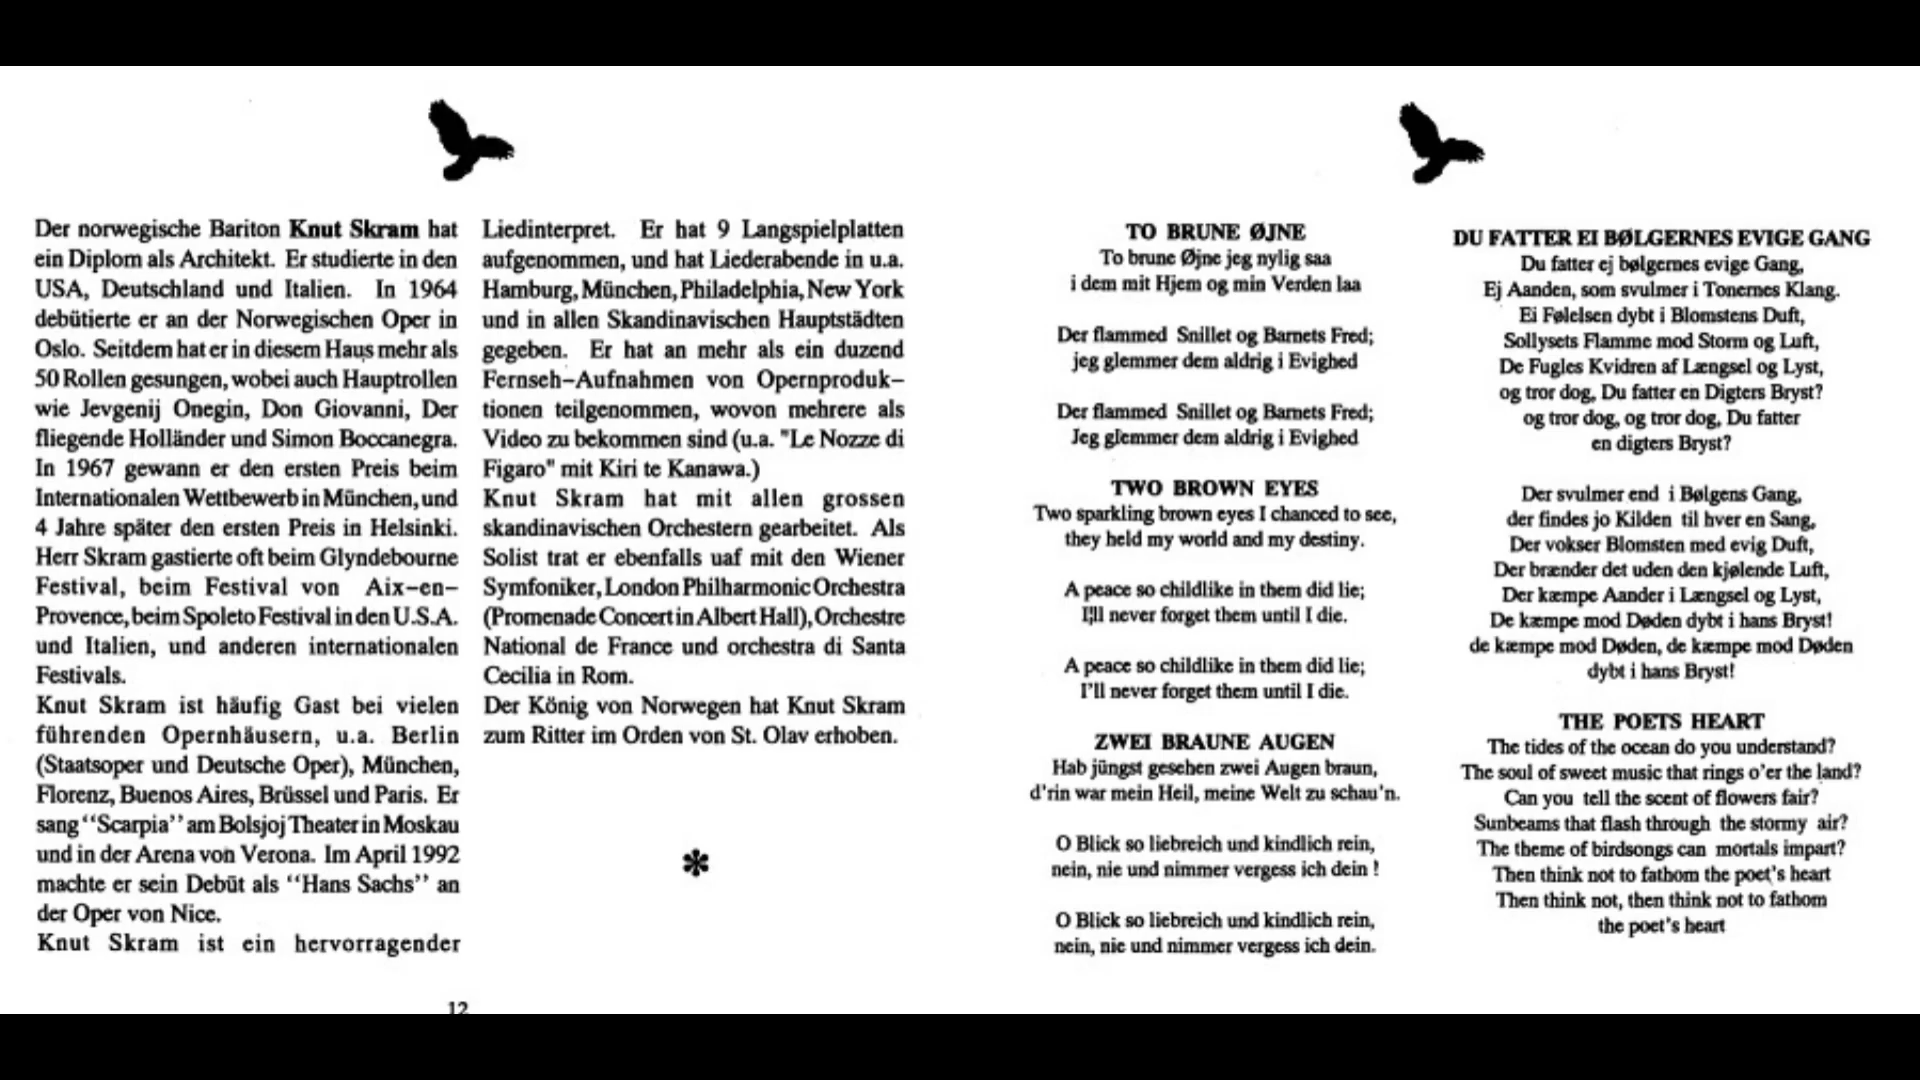 Der norwegische Bariton Knut Skram hat
ein Diplom als Architekt. Er studierte in den
USA, Deutschland und Italien. In 1964
debütierte er an der Norwegischen Oper in
Oslo. Seitdem hat er in diesem Haus mehr als
50 Rollen gesungen, wobei auch Hauptrollen
wie Jevgenij Onegin, Don Giovanni, Der
fliegende Holländer und Simon Boccanegra.
In 1967 gewann er den ersten Preis beim
Internationalen Wettbewerb in München, und
4 Jahre später den ersten Preis in Helsinki.
Herr Skram gastierte oft beim Glyndebourne
Festival, beim Festival von Aix-en-
Provence, beim Spoleto Festival in den U.S.A.
und Italien, und anderen internationalen
Festivals.
Knut Skram ist häufig Gast bei vielen
führenden Opernhäusern, u.a. Berlin
(Staatsoper und Deutsche Oper), München,
Florenz, Buenos Aires, Brüssel und Paris. Er
sang "Scarpia" am Bolsjoj Theater in Moskau
und in der Arena von Verona. Im April 1992
machte er sein Debüt als "Hans Sachs" an
der Oper von Nice.
Knut Skram ist ein hervorragender
Liedinterpret. Er hat 9 Langspielplatten
aufgenommen, und hat Liederabende in u.a.
Hamburg, München, Philadelphia, New York
und in allen Skandinavischen Hauptstädten
gegeben. Er hat an mehr als ein duzend
Fernseh-Aufnahmen von Opernproduk-
tionen teilgenommen, wovon mehrere als
Video zu bekommen sind (u.a. "Le Nozze di
Figaro" mit Kiri te Kanawa.)
Knut Skram hat mit allen grossen
skandinavischen Orchestern gearbeitet. Als
Solist trat er ebenfalls uaf mit den Wiener
Symfoniker, London Philharmonic Orchestra
(Promenade Concert in Albert Hall), Orchestre
National de France und orchestra di Santa
Cecilia in Rom.
Der König von Norwegen hat Knut Skram
zum Ritter im Orden von St. Olav erhoben.
12
TO BRUNE ØJNE
To brune Øjne jeg nylig saa
i dem mit Hjem og min Verden laa
Der flammed Snillet og Barnets Fred;
jeg glemmer dem aldrig i Evighed
Der flammed Snillet og Barnets Fred;
Jeg glemmer dem aldrig i Evighed
TWO BROWN EYES
Two sparkling brown eyes I chanced to see,
they held my world and my destiny.
A peace so childlike in them did lie;
I;ll never forget them until I die.
A peace so childlike in them did lie;
I'll never forget them until I die.
ZWEI BRAUNE AUGEN
Hab jüngst gesehen zwei Augen braun,
d'rin war mein Heil, meine Welt zu schau'n.
O Blick so liebreich und kindlich rein,
nein, nie und nimmer vergess ich dein !
O Blick so liebreich und kindlich rein,
nein, nie und nimmer vergess ich dein.
DU FATTER EI BØLGERNES EVIGE GANG
Du fatter ej bølgernes evige Gang,
Ej Aanden, som svulmer i Tonernes Klang.
Ei Følelsen dybt i Blomstens Duft,
Sollysets Flamme mod Storm og Luft,
De Fugles Kvidren af Længsel og Lyst,
og tror dog, Du fatter en Digters Bryst?
og tror dog, og tror dog, Du fatter
en digters Bryst?
Der svulmer end i Bølgens Gang,
der findes jo Kilden til hver en Sang,
Der vokser Blomsten med evig Duft,
Der brænder det uden den kjølende Luft,
Der kæmpe Aander i Længsel og Lyst,
De kæmpe mod Døden dybt i hans Bryst!
de kæmpe mod Døden, de kæmpe mod Døden
dybt i hans Bryst!
THE POETS HEART
The tides of the ocean do you understand?
The soul of sweet music that rings o'er the land?
Can you tell the scent of flowers fair?
Sunbeams that flash through the stormy air?
The theme of birdsongs can mortals impart?
Then think not to fathom the poet's heart
Then think not, then think not to fathom
the poet's heart